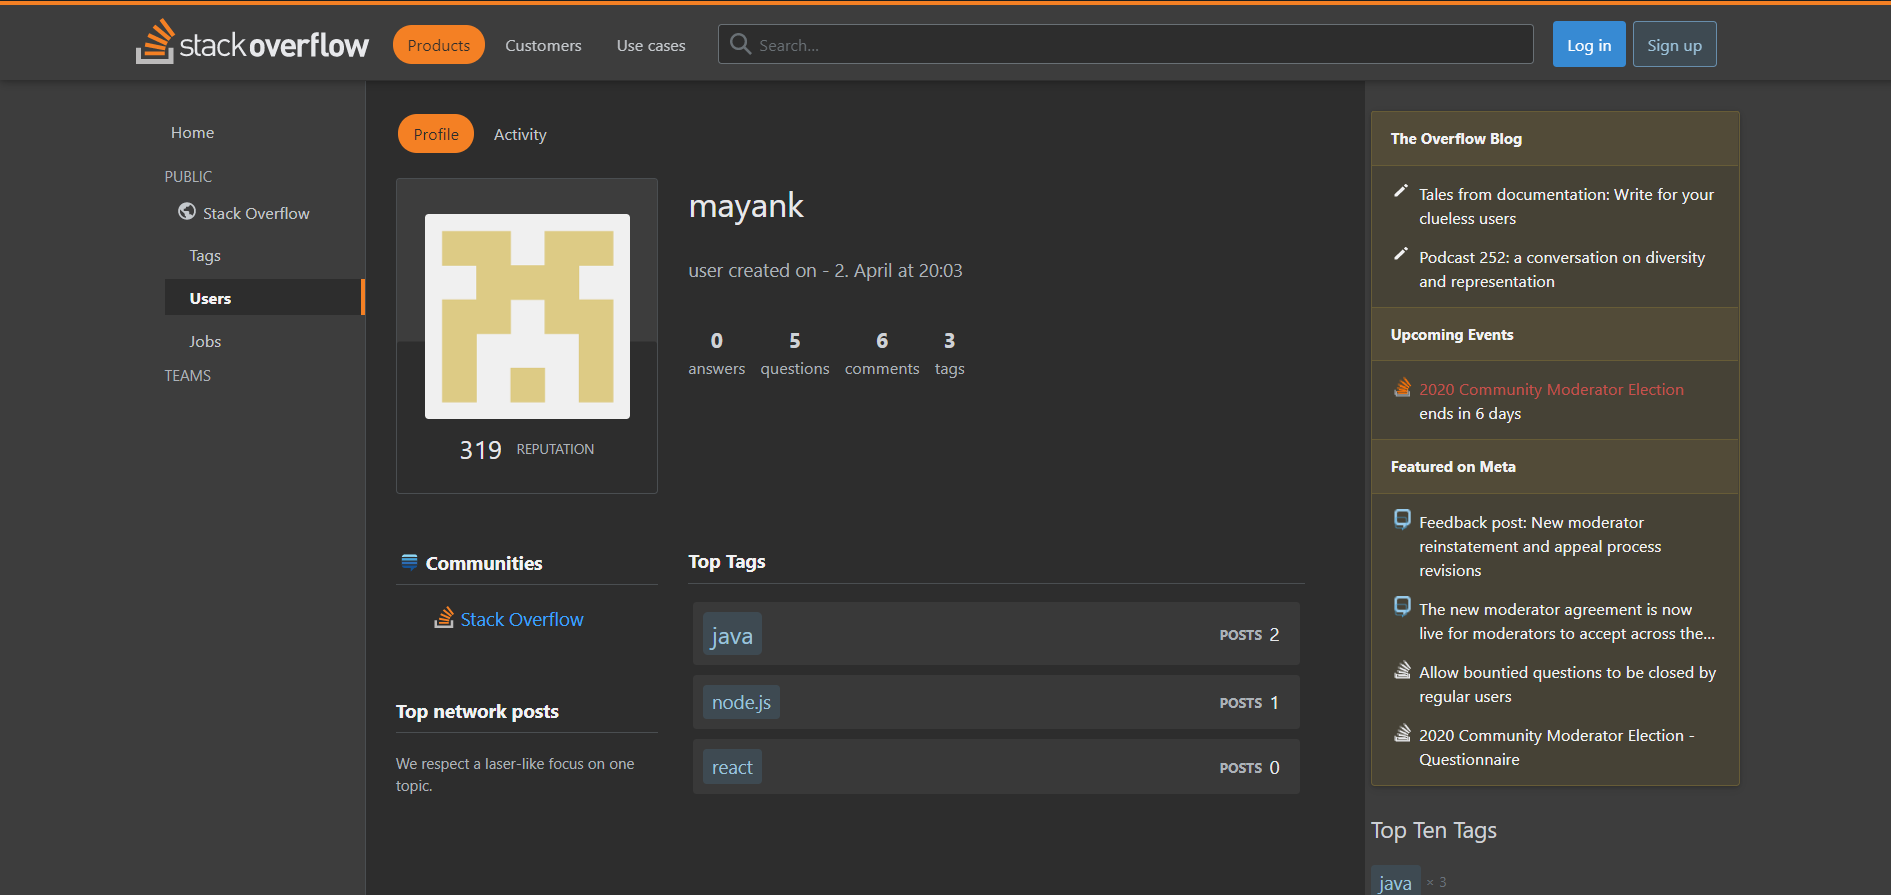 stack overflow
Products Customers Use cases
Search...
Log in
Sign up
Home
PUBLIC
Stack Overflow
Tags
Users
Jobs
TEAMS
Profile Activity
319 REPUTATION
mayank
user created on - 2. April at 20:03
0 5 6 3
answers questions comments tags
Communities
Stack Overflow
Top network posts
We respect a laser-like focus on one
topic.
Top Tags
java POSTS 2
node.js POSTS 1
react POSTS 0
The Overflow Blog
Tales from documentation: Write for your
clueless users
Podcast 252: a conversation on diversity
and representation
Upcoming Events
2020 Community Moderator Election
ends in 6 days
Featured on Meta
Feedback post: New moderator
reinstatement and appeal process
revisions
The new moderator agreement is now
live for moderators to accept across the...
Allow bountied questions to be closed by
regular users
2020 Community Moderator Election -
Questionnaire
Top Ten Tags
java × 3